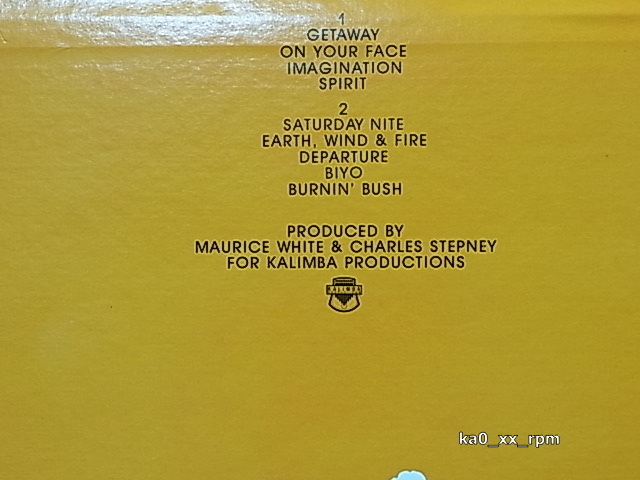 1
GETAWAY
ON YOUR FACE
IMAGINATION
SPIRIT
2
SATURDAY NITE
EARTH, WIND & FIRE
DEPARTURE
BIYO
BURNIN' BUSH
PRODUCED BY
MAURICE WHITE & CHARLES STEPNEY
FOR KALIMBA PRODUCTIONS
ka0_xx_rpm